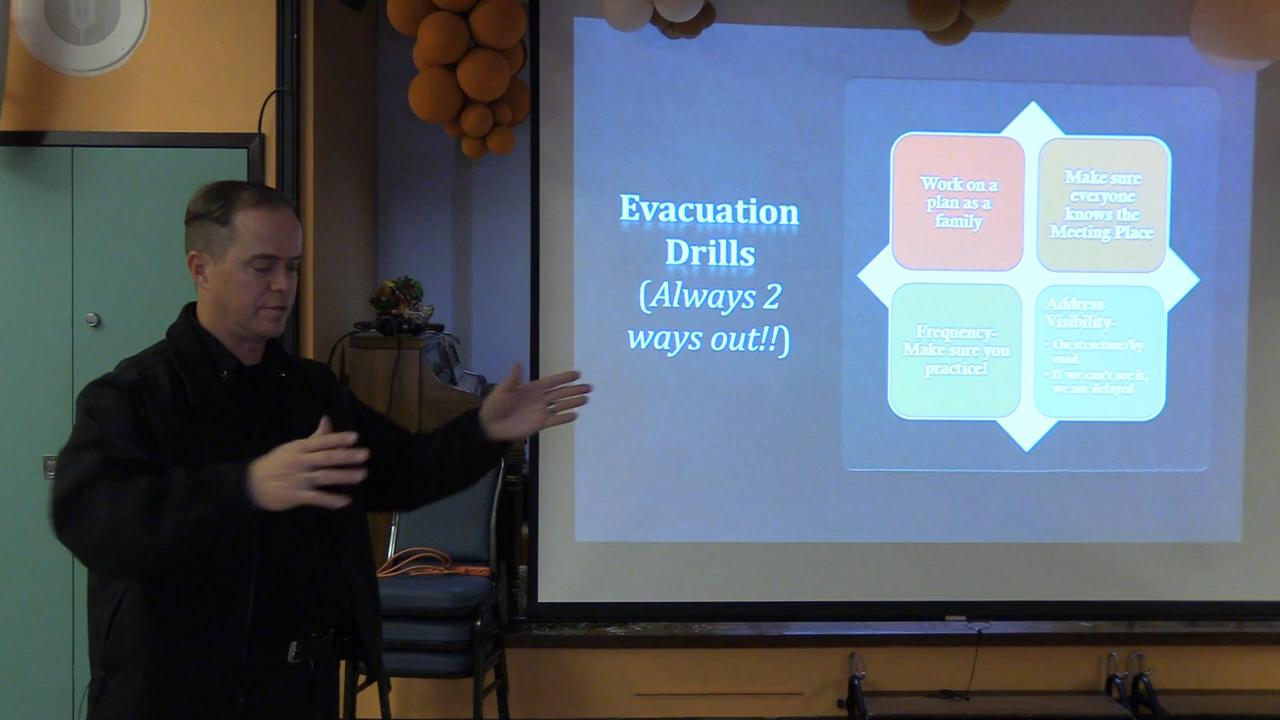 Evacuation
Drills
(Always 2
ways out!!)
Work on a
plan as a
family
Make sure
everyone
knows the
Meeting Place
Frequency-
Make sure you
practice!
Address
Visibility-
• On structure/by
road
• If we can't see it,
we are delayed